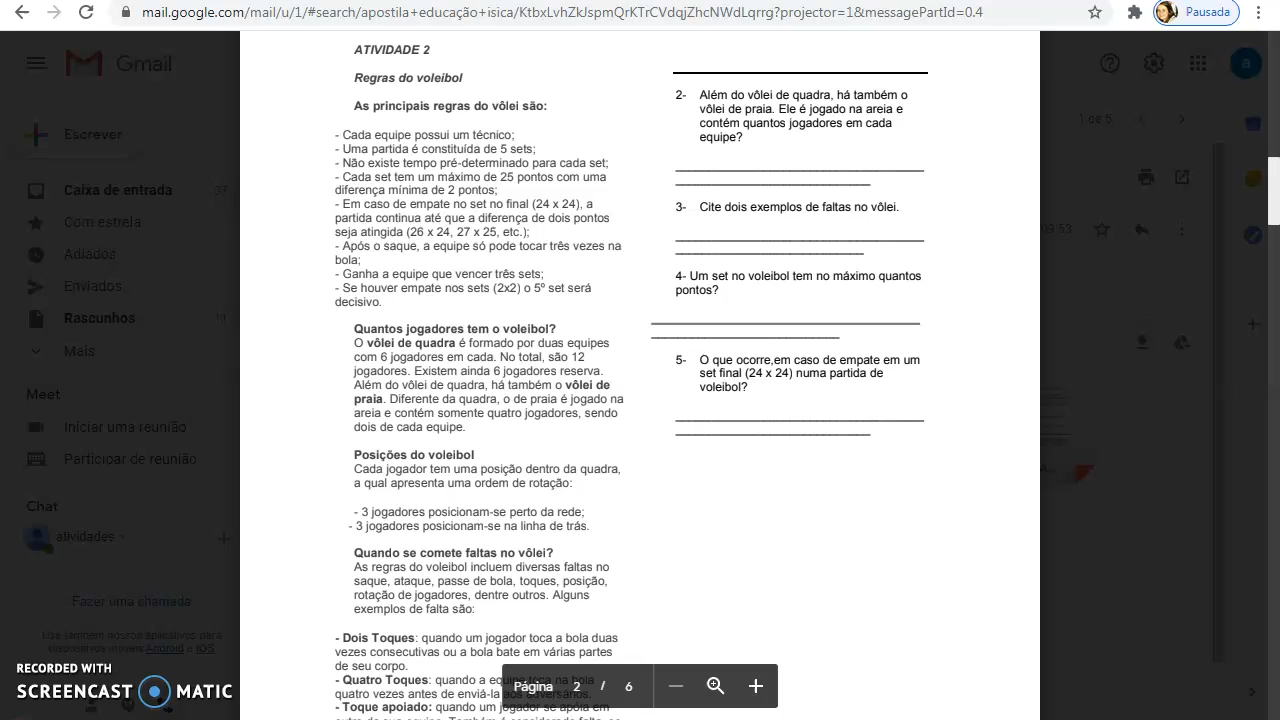 mail.google.com/mail/u/1/#search/apostila+educação+isica/KtbxLvhZkJspmQrKTrCVdqjZhcNWdLqrrg?projector=1&messagePartId=0.4
Pausada
Gmail
a
Escrever
1 de 5
Caixa de entrada 37
Com estrela
Adiados
Enviados
Rascunhos
Mais
Meet
Iniciar uma reunião
Participar de reunião
Chat
atividades
Fazer uma chamada
Android e iOS
ATIVIDADE 2
Regras do voleibol
As principais regras do vôlei são:
- Cada equipe possui um técnico;
- Uma partida é constituída de 5 sets;
- Não existe tempo pré-determinado para cada set;
- Cada set tem um máximo de 25 pontos com uma
diferença mínima de 2 pontos;
- Em caso de empate no set no final (24 x 24), a
partida continua até que a diferença de dois pontos
seja atingida (26 x 24, 27 x 25, etc.);
- Após o saque, a equipe só pode tocar três vezes na
bola;
- Ganha a equipe que vencer três sets;
- Se houver empate nos sets (2x2) o 5º set será
decisivo.
Quantos jogadores tem o voleibol?
O vôlei de quadra é formado por duas equipes
com 6 jogadores em cada. No total, são 12
jogadores. Existem ainda 6 jogadores reserva.
Além do vôlei de quadra, há também o vôlei de
praia. Diferente da quadra, o de praia é jogado na
areia e contém somente quatro jogadores, sendo
dois de cada equipe.
Posições do voleibol
Cada jogador tem uma posição dentro da quadra,
a qual apresenta uma ordem de rotação:
- 3 jogadores posicionam-se perto da rede;
- 3 jogadores posicionam-se na linha de trás.
Quando se comete faltas no vôlei?
As regras do voleibol incluem diversas faltas no
saque, ataque, passe de bola, toques, posição,
rotação de jogadores, dentre outros. Alguns
exemplos de falta são:
- Dois Toques: quando um jogador toca a bola duas
vezes consecutivas ou a bola bate em várias partes
de seu corpo.
- Quatro Toques: quando a equipe toca na bola
quatro vezes antes de enviá-la aos adversários.
- Toque apoiado: quando um jogador se apóia em
2- Além do vôlei de quadra, há também o
vôlei de praia. Ele é jogado na areia e
contém quantos jogadores em cada
equipe?
3- Cite dois exemplos de faltas no vôlei.
4- Um set no voleibol tem no máximo quantos
pontos?
5- O que ocorre,em caso de empate em um
set final (24 x 24) numa partida de
voleibol?
Página 2 / 6
RECORDED WITH
SCREENCAST MATIC